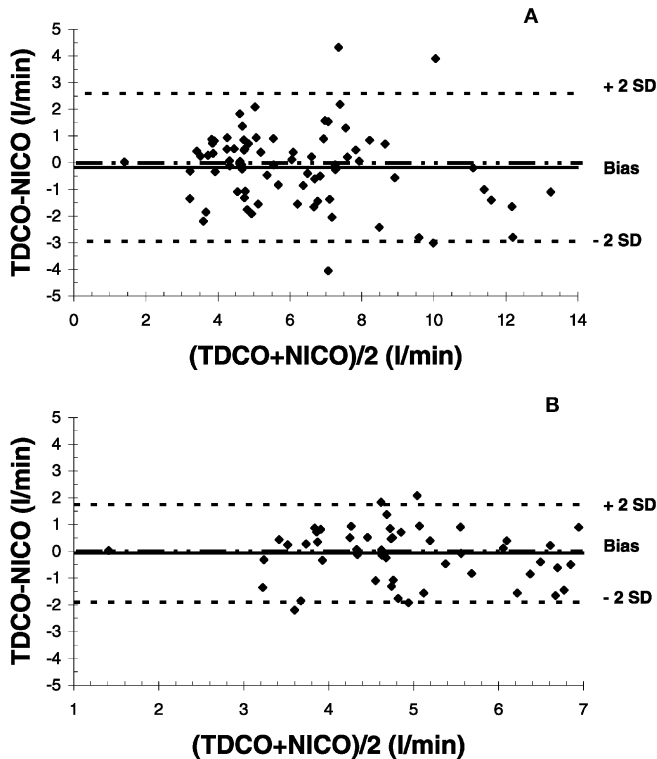 A
5
4
3
2
1
0
-1
-2
-3
-4
-5
TDCO-NICO (l/min)
+ 2 SD
Bias
- 2 SD
0 2 4 6 8 10 12 14
(TDCO+NICO)/2 (l/min)
B
5
4
3
2
1
0
-1
-2
-3
-4
-5
TDCO-NICO (l/min)
+ 2 SD
Bias
- 2 SD
1 2 3 4 5 6 7
(TDCO+NICO)/2 (l/min)